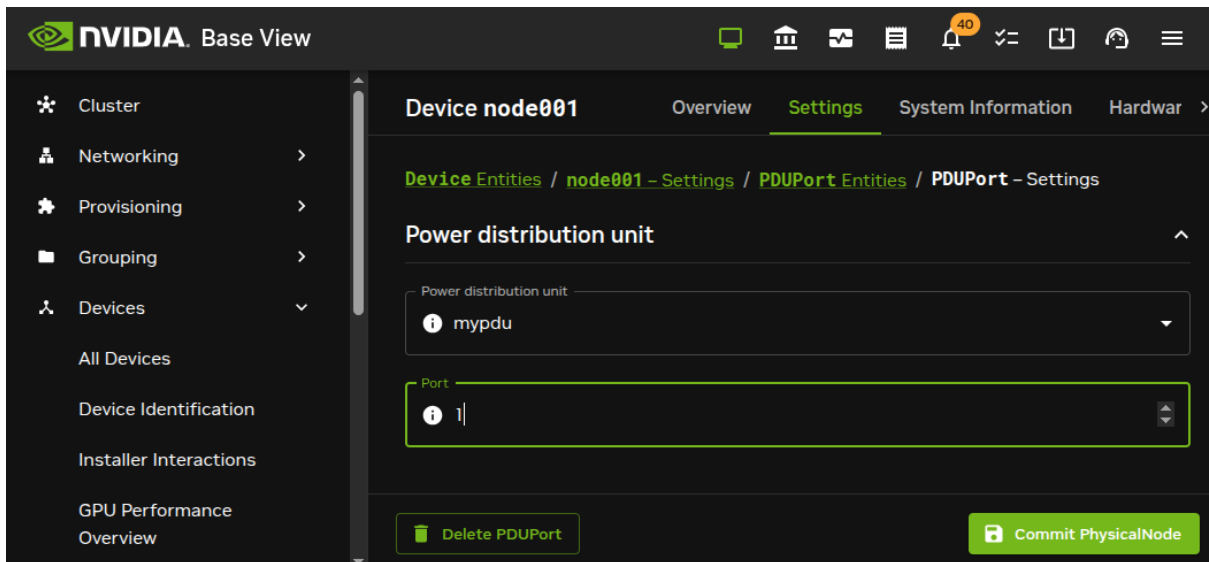 NVIDIA. Base View
40
Cluster
Networking
Provisioning
Grouping
Devices
All Devices
Device Identification
Installer Interactions
GPU Performance
Overview
Device node001
Overview
Settings
System Information
Hardwar
Device Entities / node001 – Settings / PDUPort Entities / PDUPort – Settings
Power distribution unit
Power distribution unit
mypdu
Port
1
Delete PDUPort
Commit PhysicalNode